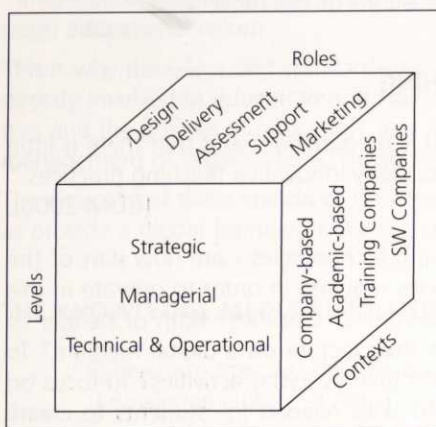 Roles
Design
Delivery
Assessment
Support
Marketing
Levels
Strategic
Managerial
Technical & Operational
Company-based
Academic-based
Training Companies
SW Companies
Contexts